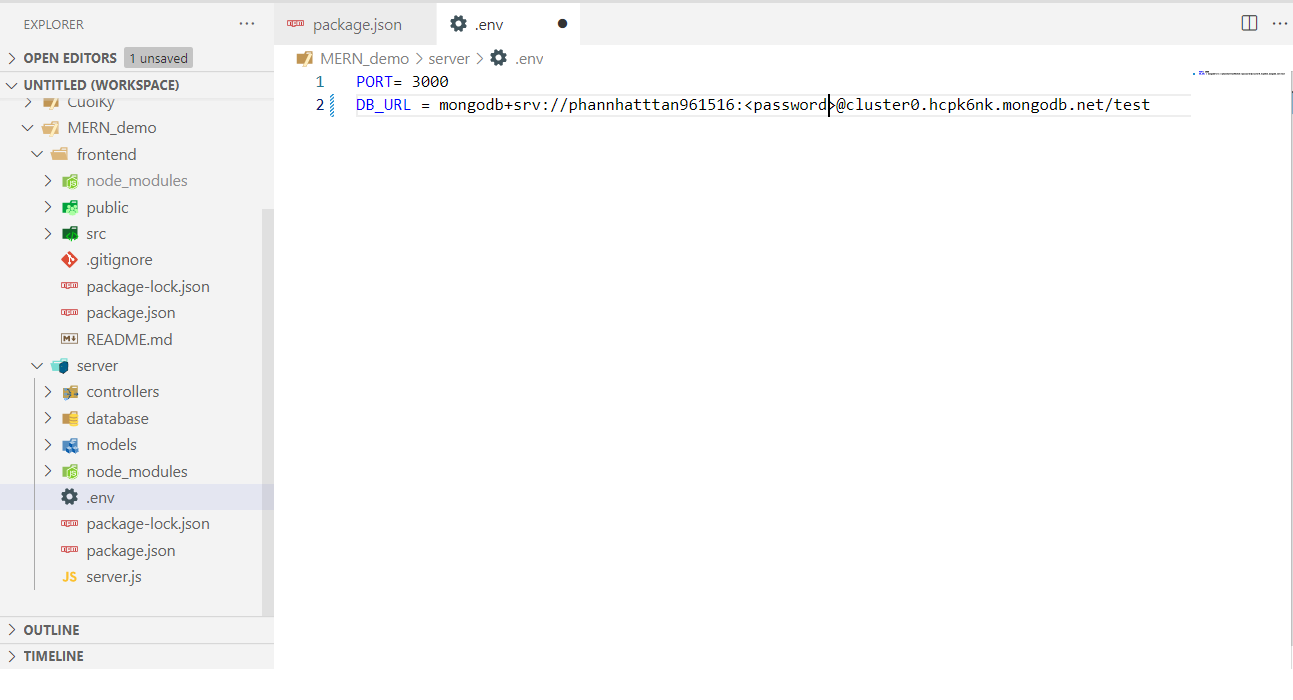 EXPLORER
OPEN EDITORS 1 unsaved
UNTITLED (WORKSPACE)
Cuoiky
MERN_demo
frontend
node_modules
public
src
.gitignore
package-lock.json
package.json
README.md
server
controllers
database
models
node_modules
.env
package-lock.json
package.json
JS server.js
OUTLINE
TIMELINE
package.json .env
MERN_demo > server > .env
1 PORT= 3000
2 DB_URL = mongodb+srv://phannhatttan961516:<password>@cluster0.hcpk6nk.mongodb.net/test